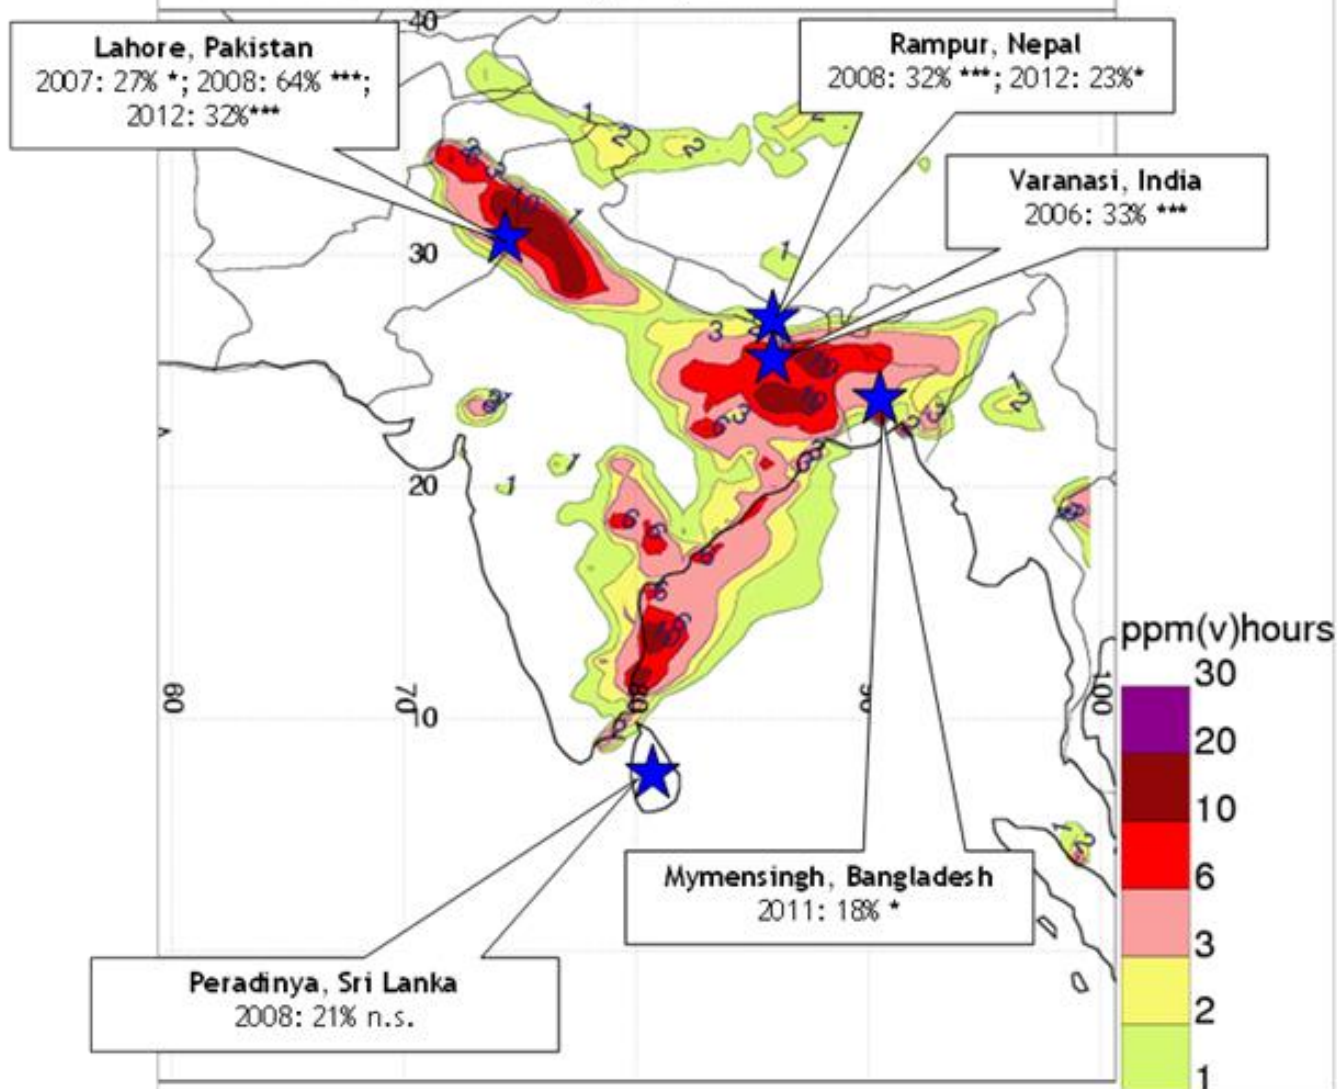 Lahore, Pakistan
2007: 27% *; 2008: 64% ***;
2012: 32%***
Rampur, Nepal
2008: 32% ***; 2012: 23%*
Varanasi, India
2006: 33% ***
Mymensingh, Bangladesh
2011: 18% *
Peradinya, Sri Lanka
2008: 21% n.s.
40
30
20
10
60
70
80
100
ppm(v)hours
30
20
10
6
3
2
1